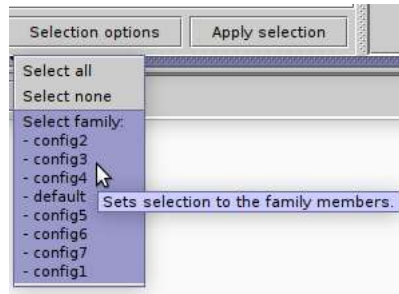 Selection options
Apply selection
Select all
Select none
Select family:
- config2
- config3
- config4
- default
Sets selection to the family members.
- config5
- config6
- config7
- config1